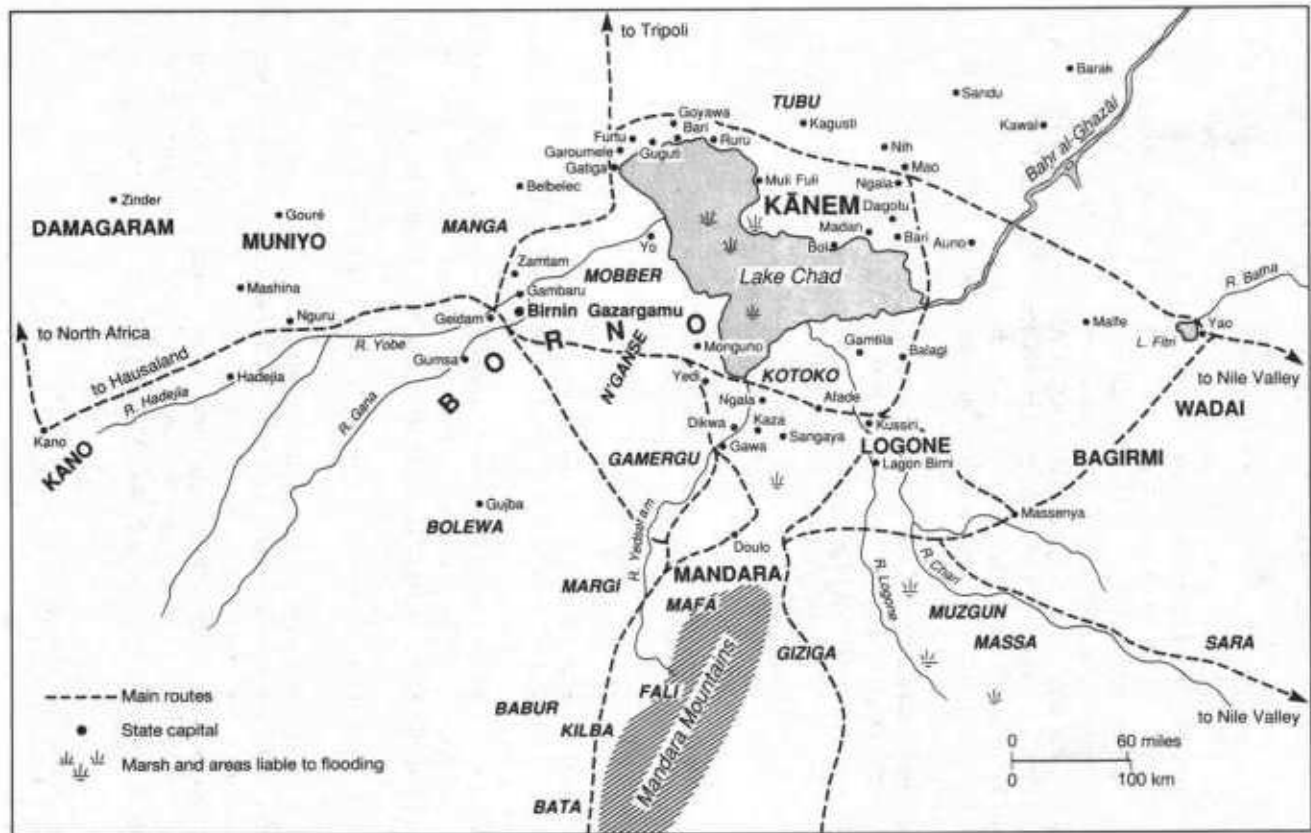 to Tripoli
Barak
Sandu
TUBU
Goyawa
Bari
Kagusti
Kawal
Bahr al-Ghazāl
Furtu
Ruru
Garoumele
Guguti
Nih
Gatiga
Mao
Belbelec
Muli Fuli
Ngala
Zinder
KĀNEM
DAMAGARAM
Gouré
Dagotu
MUNIYO
MANGA
Madan
Bari
Auno
Yo
Bol
Zamtam
MOBBER
Lake Chad
R. Batha
Mashina
Gambaru
to North Africa
Nguru
Geidam
Birnin Gazargamu
Malfe
Yao
L. Fitri
BORNO
R. Yobe
Monguno
Gamtila
Balagi
to Hausaland
Gumsa
N'GANSE
KOTOKO
to Nile Valley
Hadejia
Yedi
R. Hadejia
R. Gana
Ngala
Afade
WADAI
Kano
Dikwa
Kaza
Kussiri
KANO
Sangaya
Gawa
LOGONE
GAMERGU
BAGIRMI
Lagon Birni
Gujba
BOLEWA
R. Yedseram
Massenya
Doulo
MARGI
MANDARA
R. Chari
R. Logone
MAFA
MUZGUN
MASSA
GIZIGA
SARA
Mandara Mountains
FALI
Main routes
BABUR
State capital
KILBA
to Nile Valley
Marsh and areas liable to flooding
0 60 miles
0 100 km
BATA